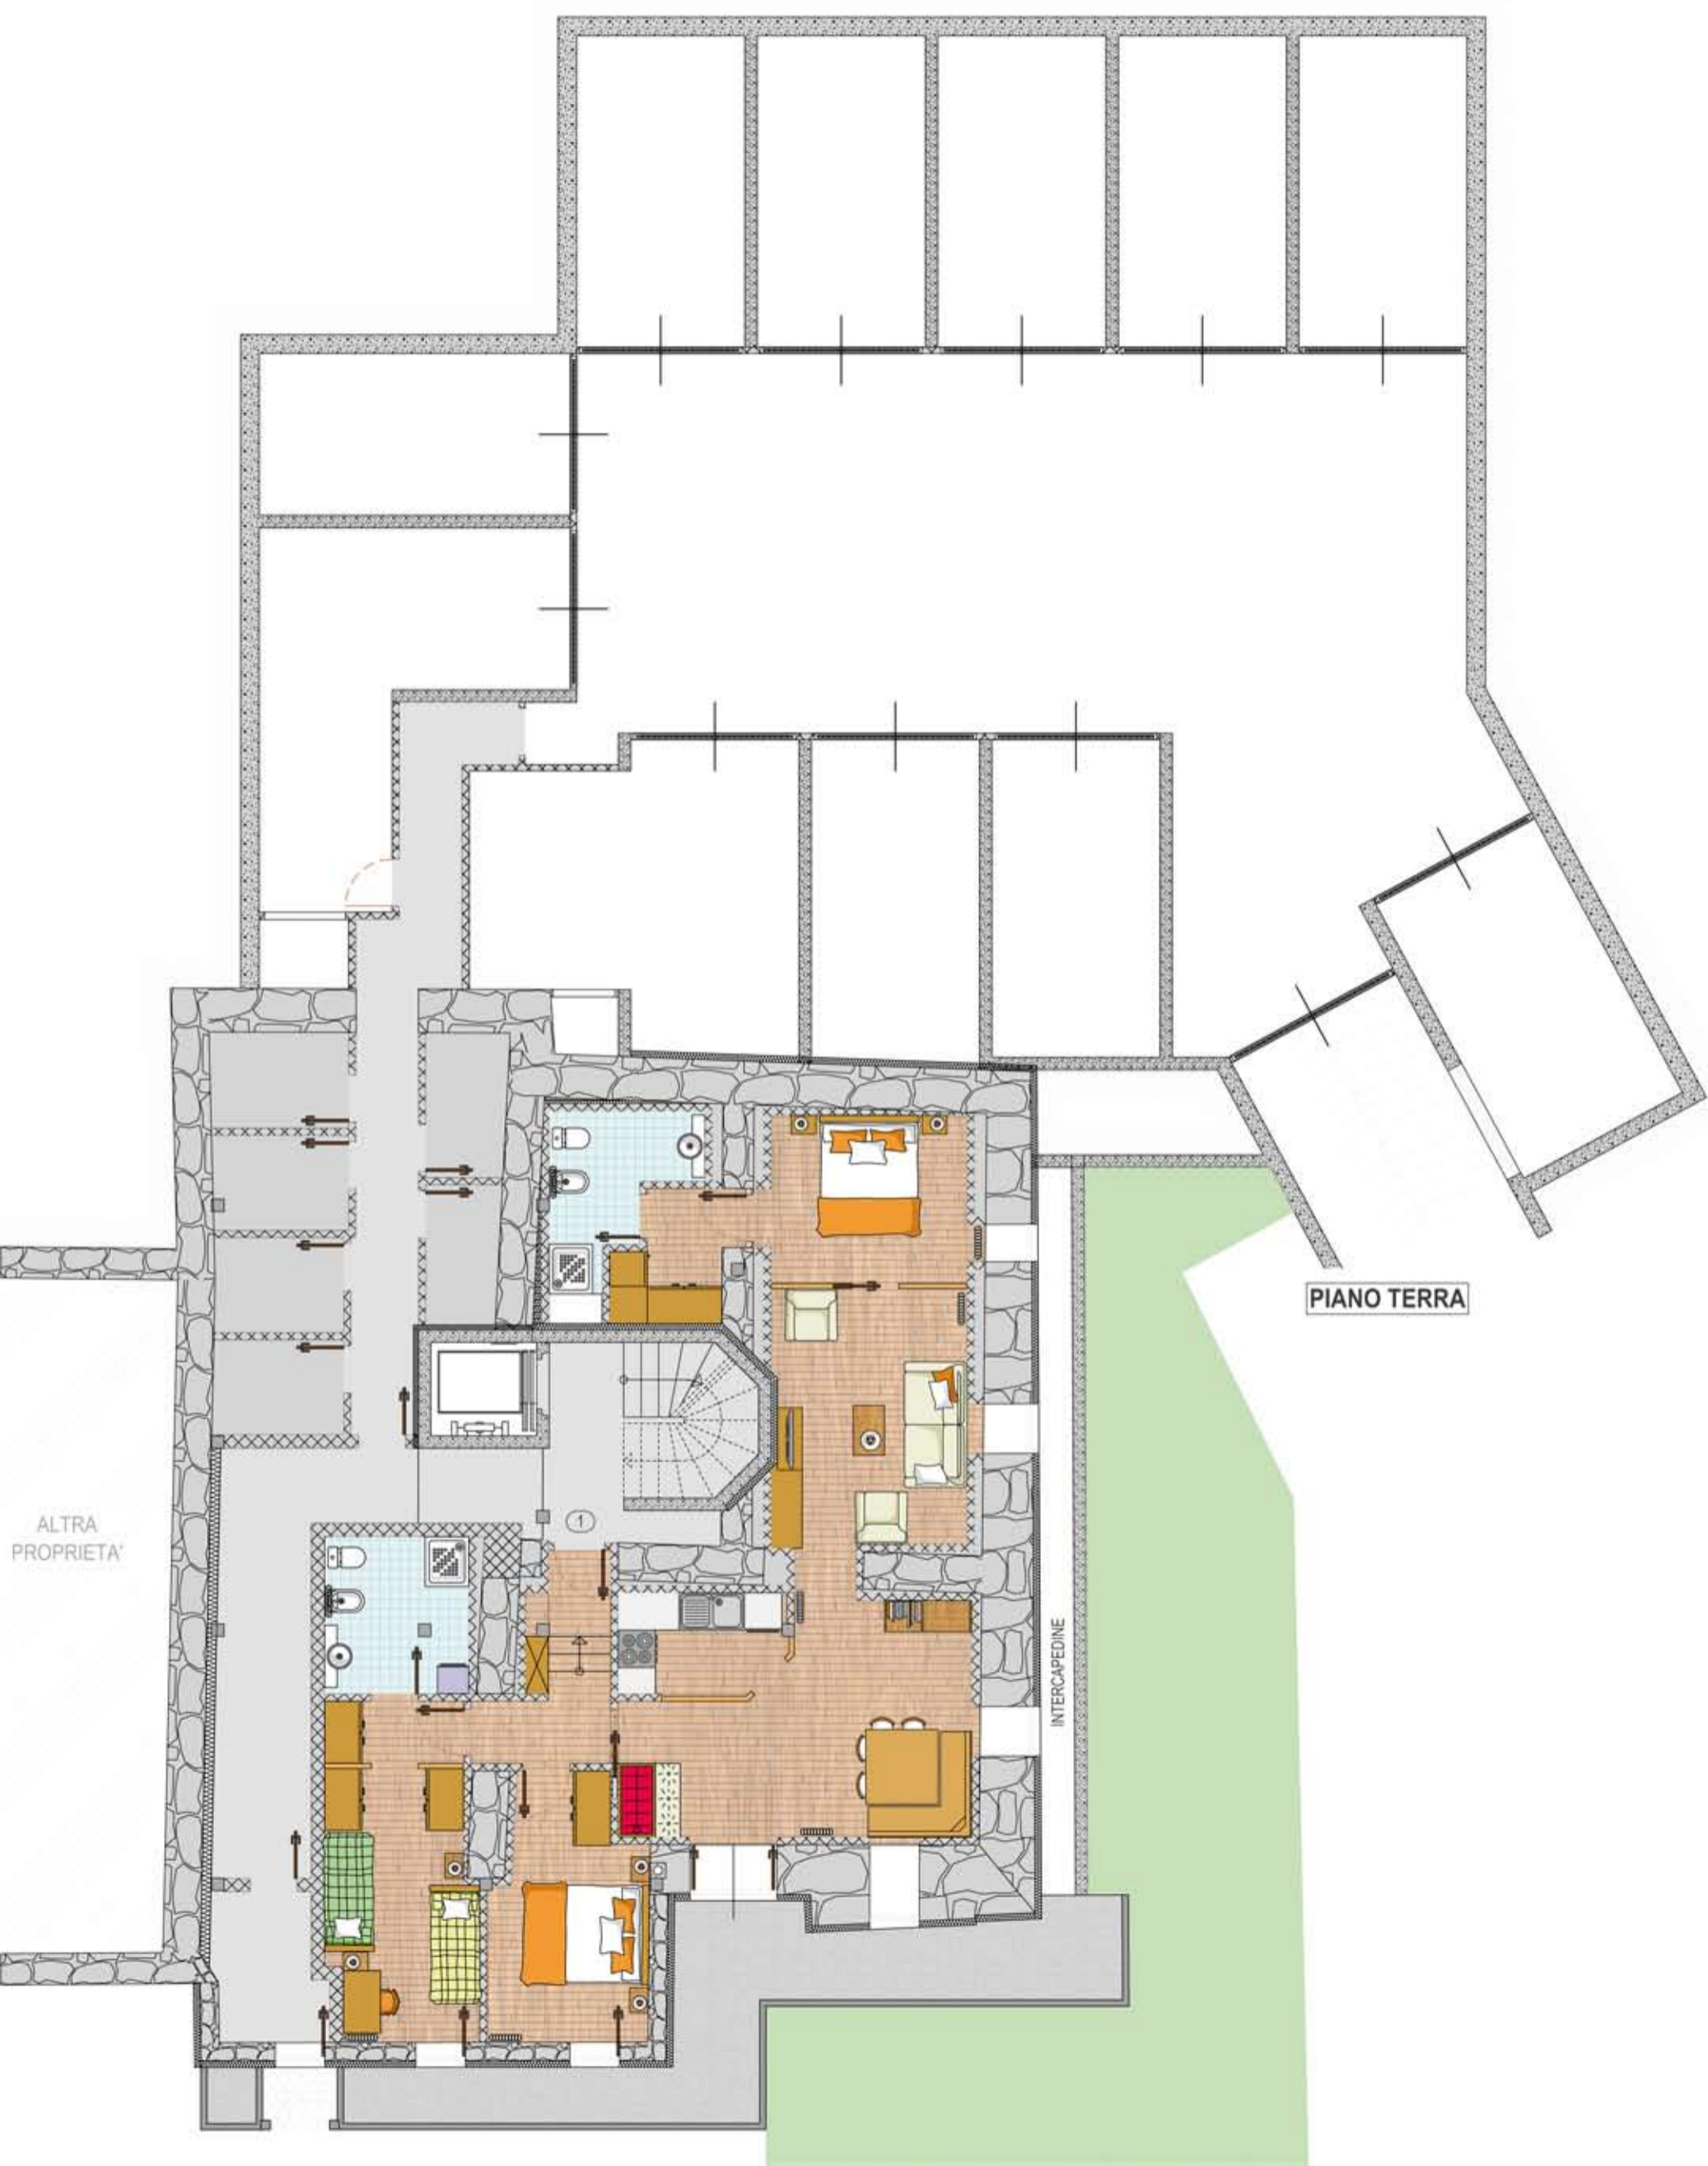 PIANO TERRA
ALTRA
PROPRIETA'
1
INTERCAPEDINE